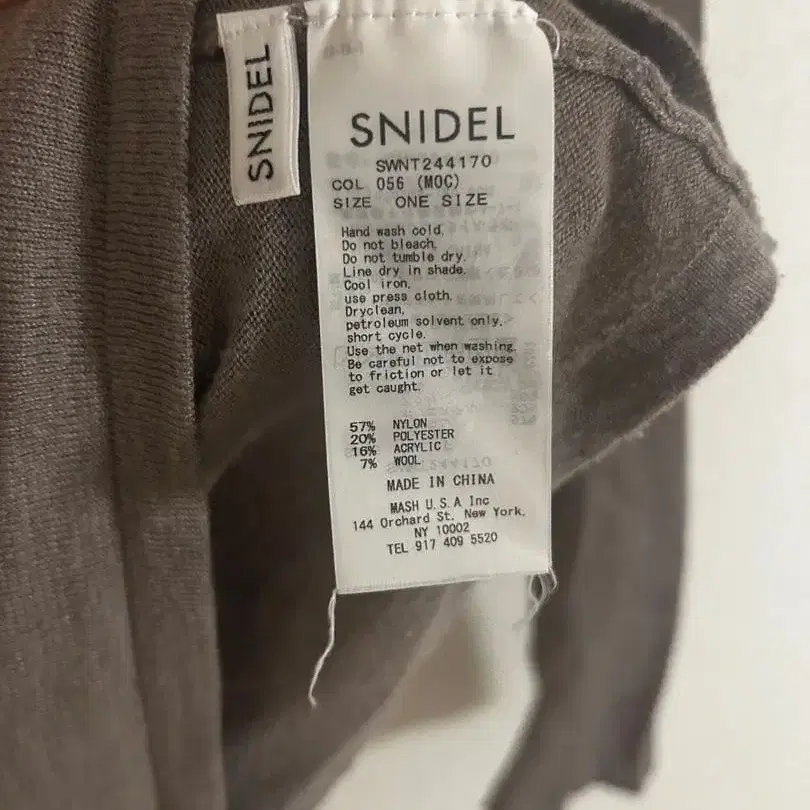 SNIDEL
SNIDEL
SWNT244170
COL 056 (MOC)
SIZE ONE SIZE
Hand wash cold.
Do not bleach.
Do not tumble dry.
Line dry in shade.
Cool iron,
use press cloth.
Dryclean,
petroleum solvent only,
short cycle.
Use the net when washing.
Be careful not to expose
to friction or let it
get caught.
57% NYLON
20% POLYESTER
16% ACRYLIC
7% WOOL
MADE IN CHINA
MASH U.S.A Inc
144 Orchard St. New York,
NY 10002
TEL 917 409 5520